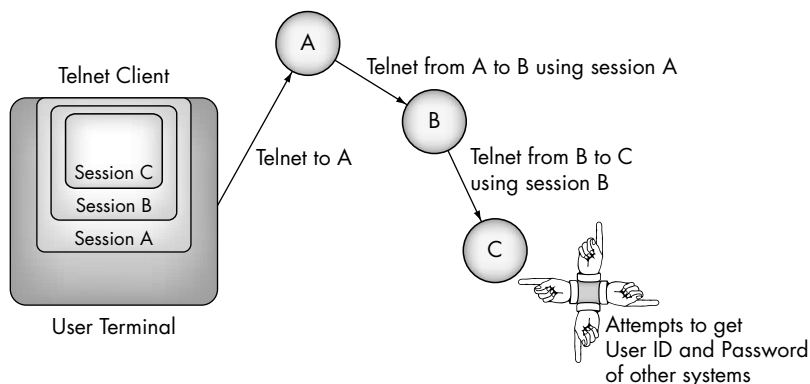 Telnet Client
Session C
Session B
Session A
User Terminal
A
Telnet to A
Telnet from A to B using session A
B
Telnet from B to C
using session B
C
Attempts to get
User ID and Password
of other systems